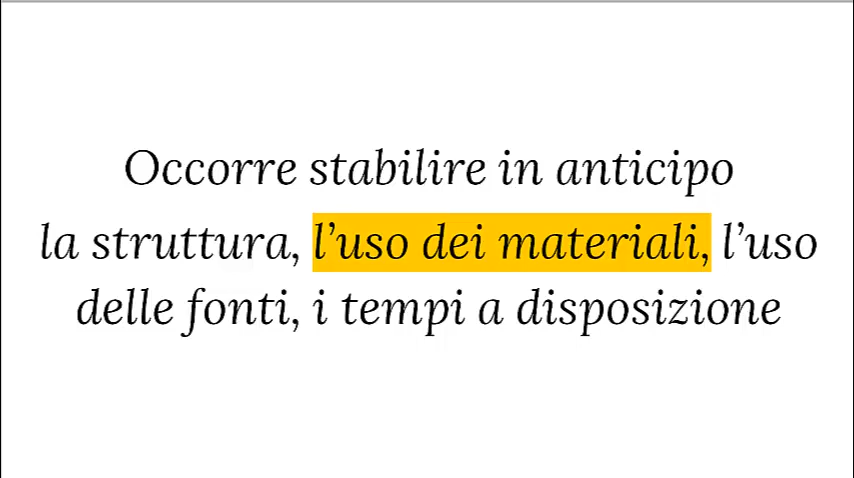 Occorre stabilire in anticipo
la struttura, l’uso dei materiali, l’uso
delle fonti, i tempi a disposizione